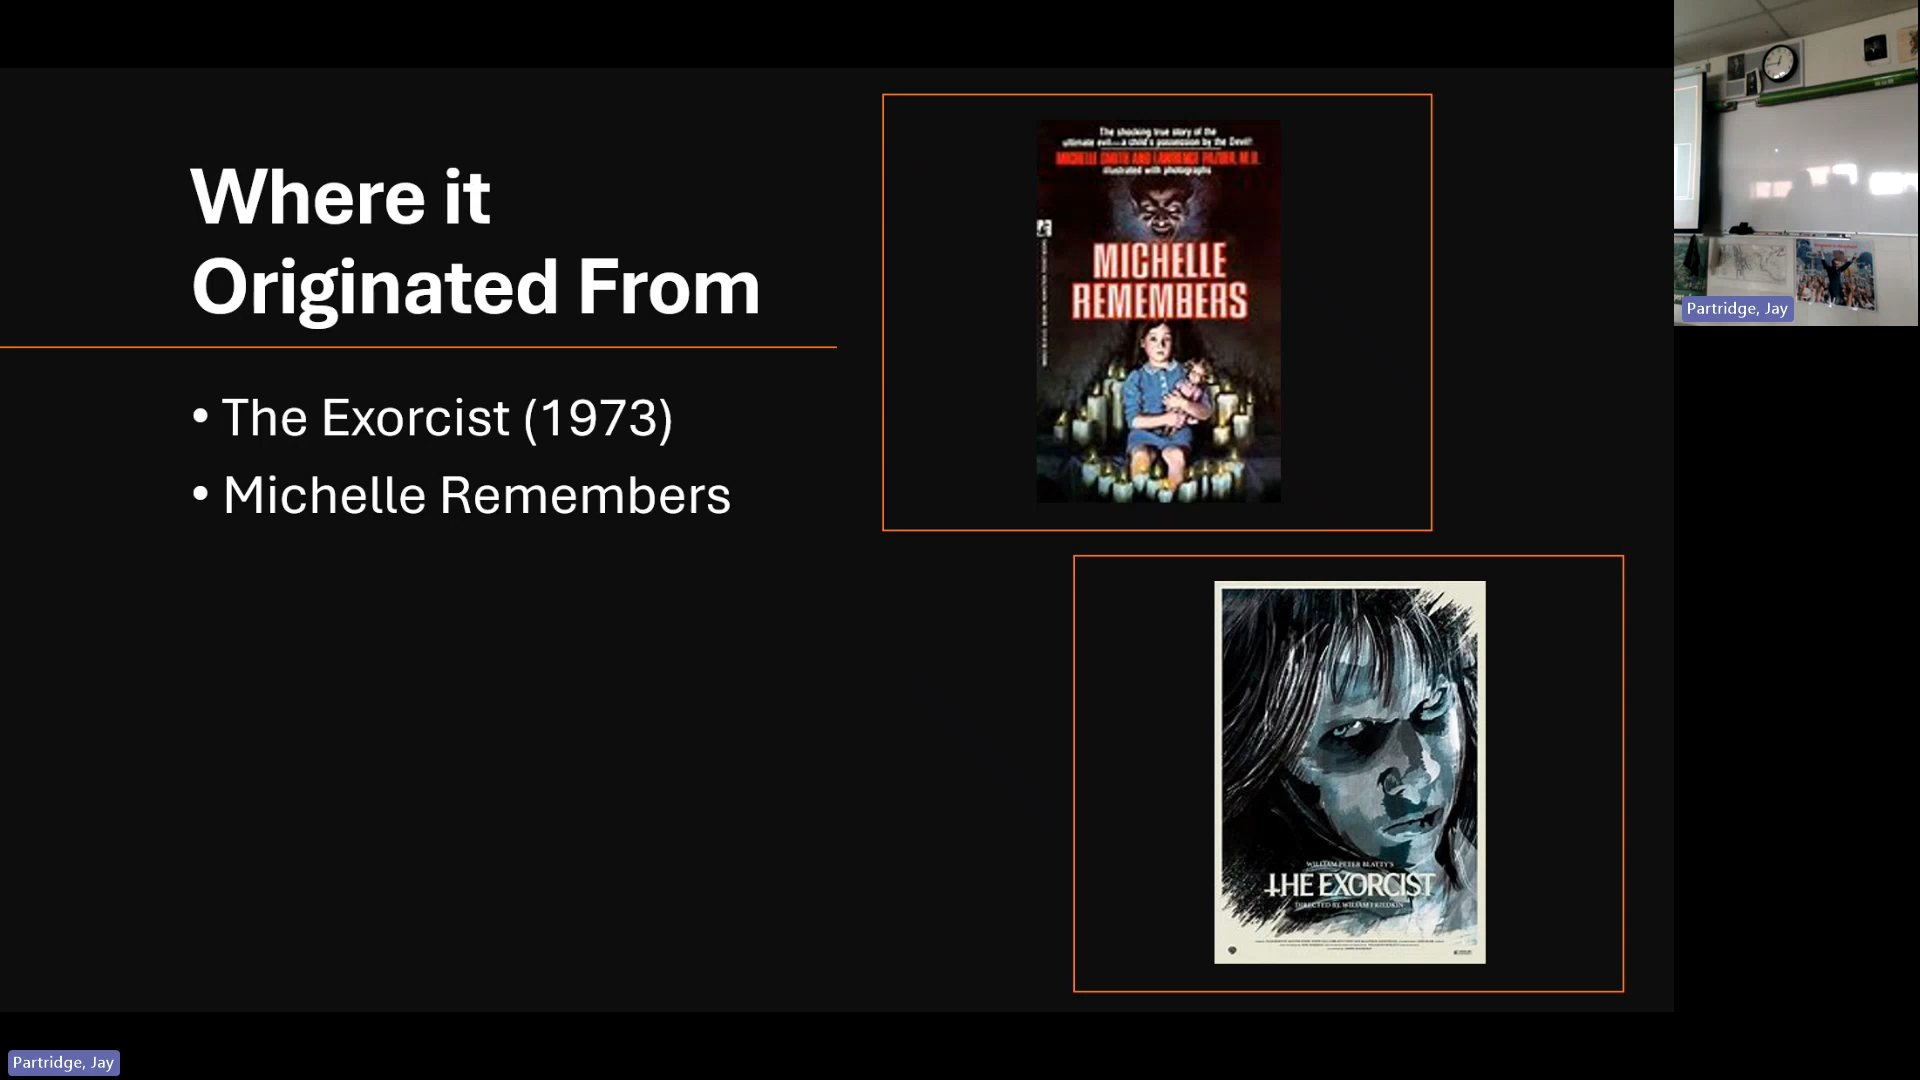 Where it
Originated From
• The Exorcist (1973)
• Michelle Remembers
The shocking true story of the
ultimate evil—a child's possession by the Devil!
MICHELLE SMITH AND LAWRENCE PAZDER, M.D.
illustrated with photographs
MICHELLE
REMEMBERS
WILLIAM PETER BLATTY'S
THE EXORCIST
DIRECTED BY WILLIAM FRIEDKIN
Partridge, Jay
Partridge, Jay